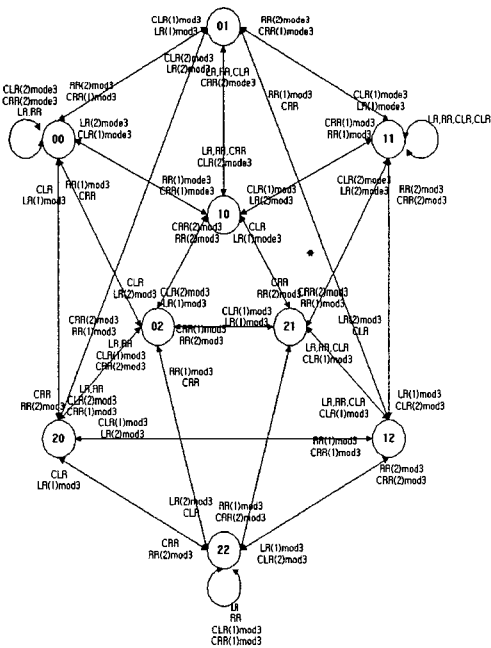 01
CLR(1)mod3
LR(1)mod3
RR(2)mode3
CRR(1)mod3
CLR(2)mod3
LR(2)mod3
LR,RR,CLR
CRR(2)mode3
RR(2)mod3
CRR(1)mod3
RR(1)mod3
CRR
CLR(1)mode3
LR(1)mode3
CLR(2)mode3
CRR(2)mode3
LR,RR
00
LR(2)mode3
CLR(1)mode3
CRR(1)mod3
RR(1)mod3
11
LR,RR,CLR,CLR
LR,RR,CRR
CLR(2)mode3
CLR
LR(1)mod3
RR(1)mod3
CRR
RR(1)mod3
CRR(1)mode3
CLR(1)mod3
LR(2)mod3
CLR(2)mode3
LR(2)mode3
RR(2)mod3
CRR(2)mod3
10
CRR(2)mod3
RR(2)mod3
CLR
LR(1)mode3
CLR
LR(2)mod3
CLR(2)mod3
LR(1)mod3
CRR
RR(2)mod3
CRR(2)mod3
RR(1)mod3
02
21
CLR(1)mod3
LR(1)mod3
CRR(1)mod3
RR(2)mod3
CRR(2)mod3
RR(1)mod3
LR(2)mod3
CLR
LR,RR
CLR(1)mod3
CRR(2)mod3
LR,RR,CLR
CLR(1)mod3
RR(1)mod3
CRR
CRR
RR(2)mod3
LR,RR
CLR(2)mod3
CRR(1)mod3
LR,RR,CLR
CLR(1)mod3
LR(1)mod3
CLR(2)mod3
CLR(1)mod3
LR(2)mod3
20
12
RR(1)mod3
CRR(1)mod3
CLR
LR(1)mod3
RR(2)mod3
CRR(2)mod3
LR(2)mod3
CLR
RR(1)mod3
CRR(2)mod3
CRR
RR(2)mod3
22
LR(1)mod3
CLR(2)mod3
LR
RR
CLR(1)mod3
CRR(1)mod3